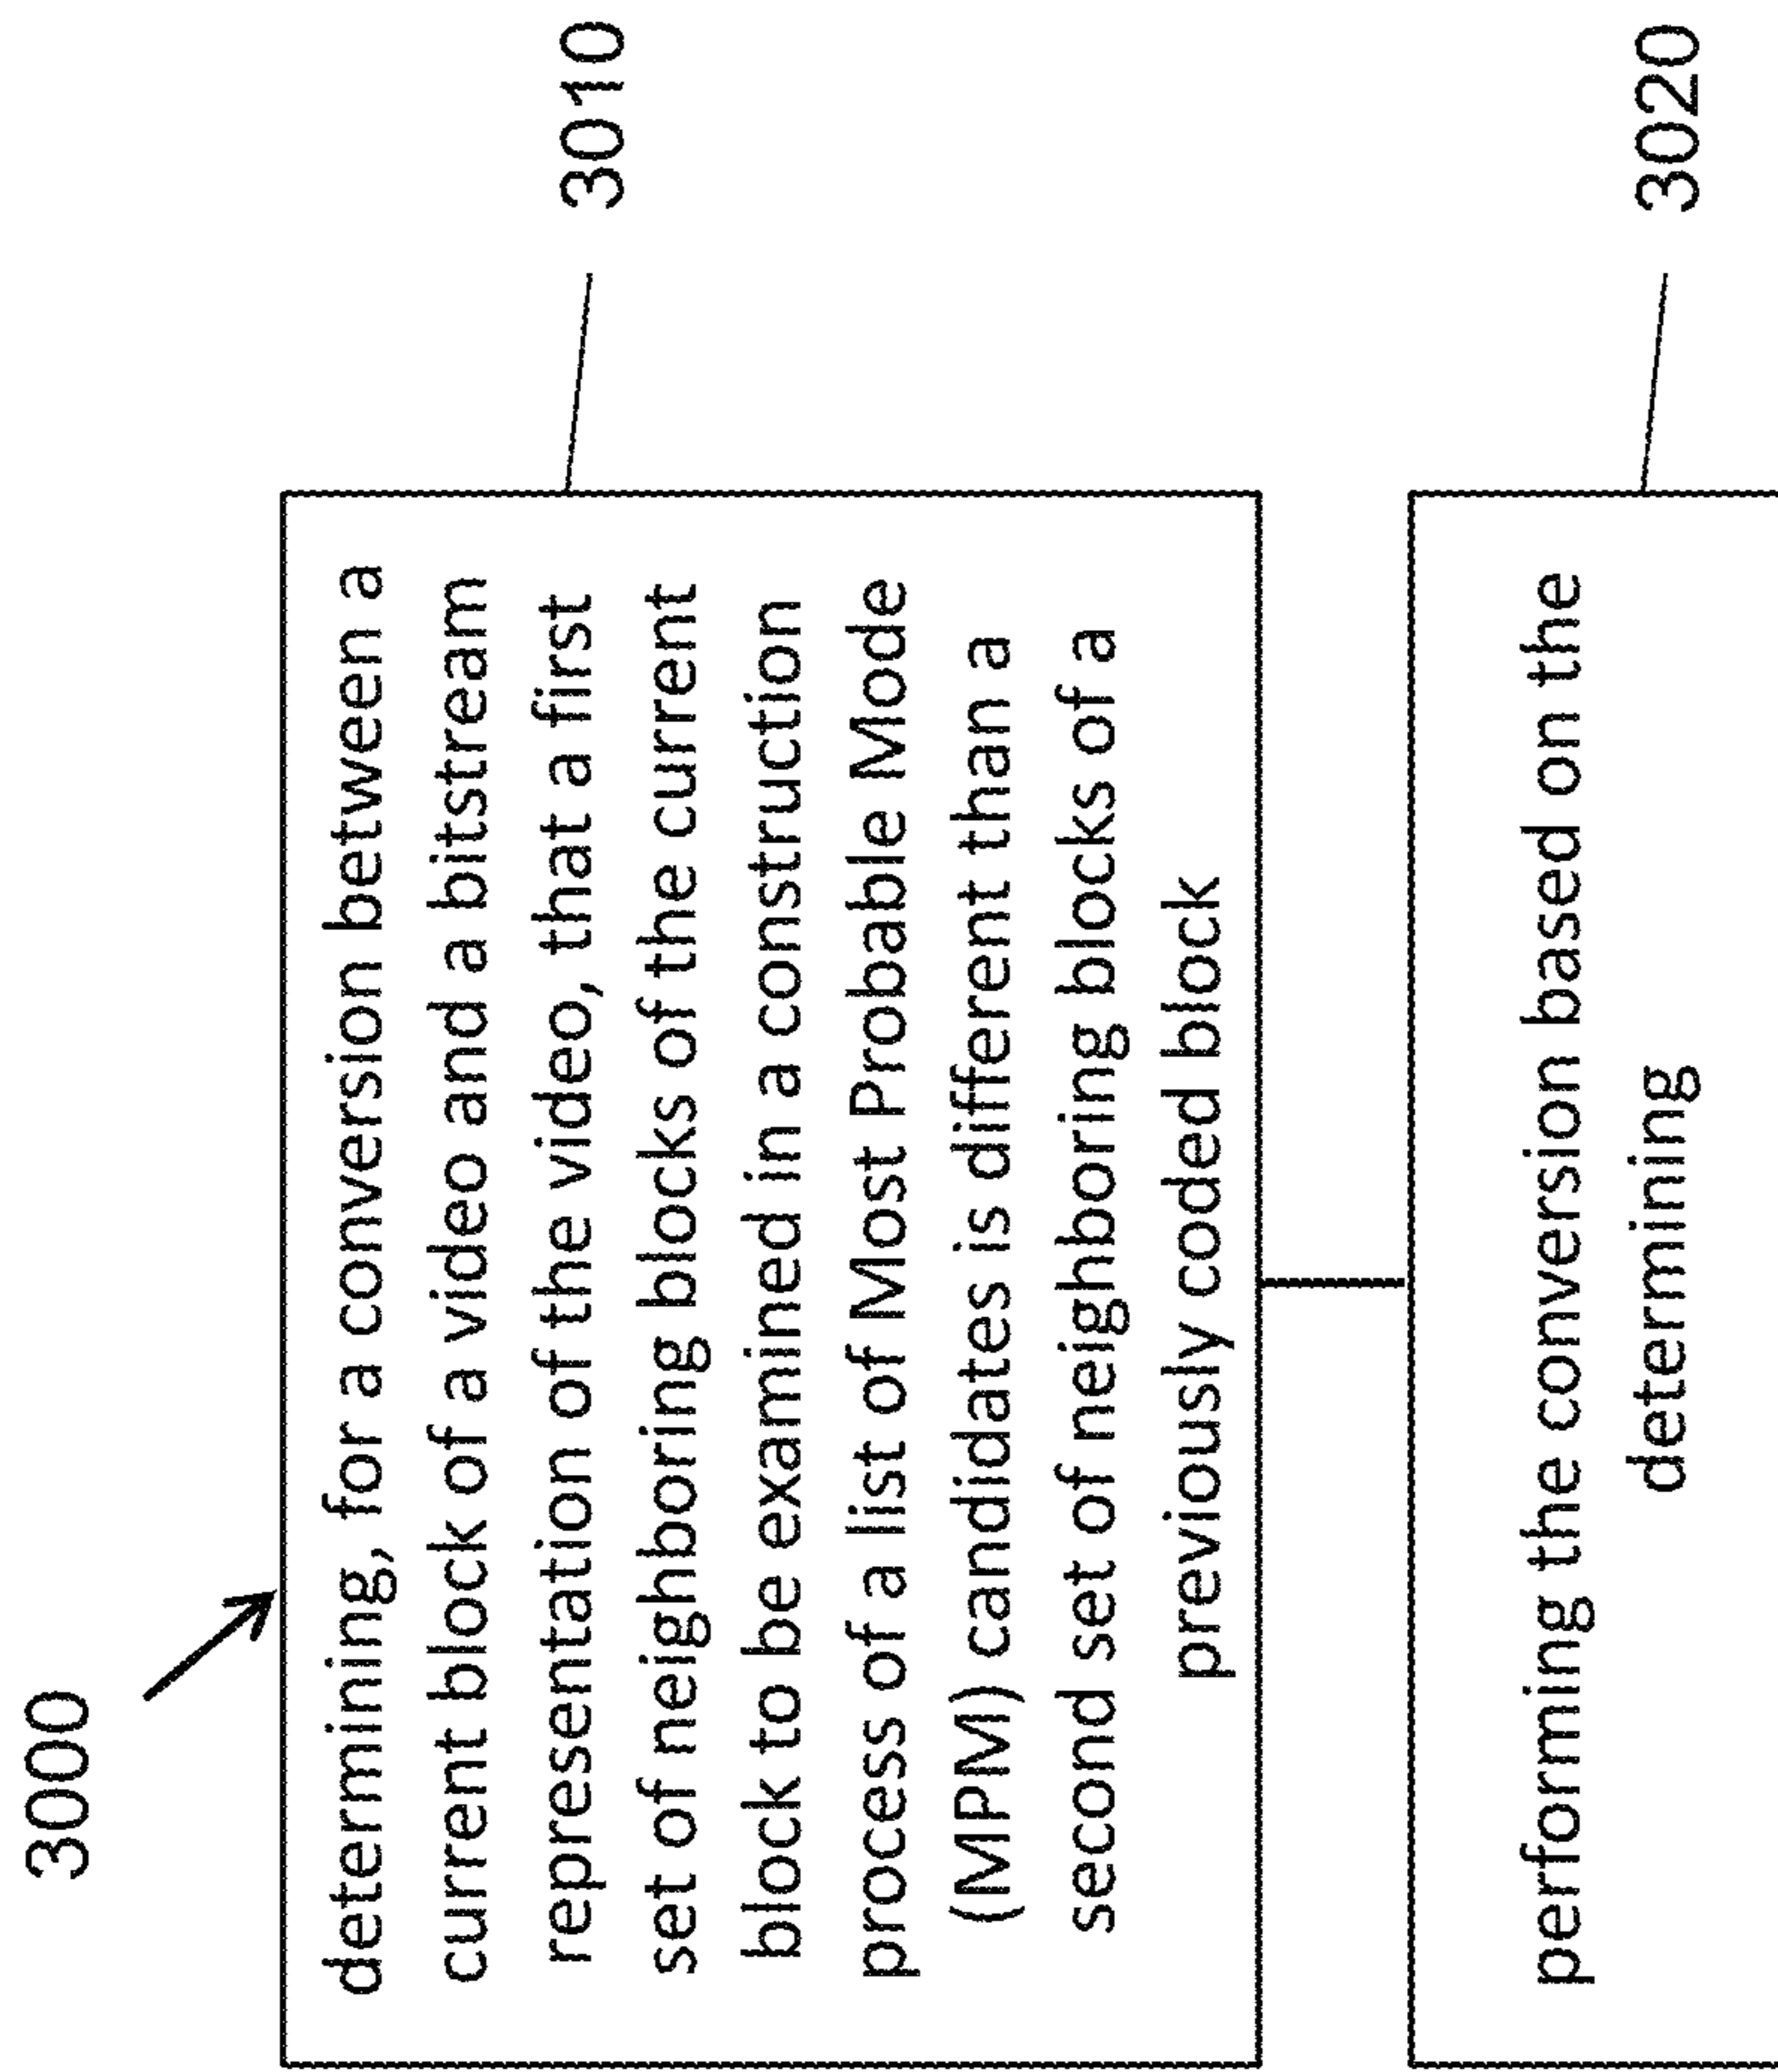 3000
determining, for a conversion between a
current block of a video and a bitstream
representation of the video, that a first
set of neighboring blocks of the current
block to be examined in a construction
process of a list of Most Probable Mode
(MPM) candidates is different than a
second set of neighboring blocks of a
previously coded block
3010
performing the conversion based on the
determining
3020